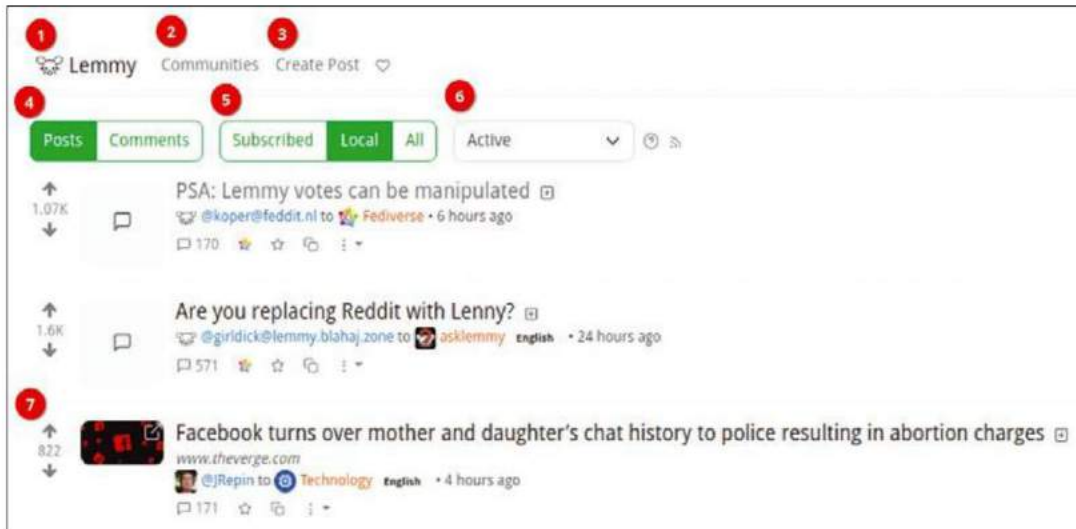 1 2 3
Lemmy Communities Create Post
4 5 6
Posts Comments Subscribed Local All Active
PSA: Lemmy votes can be manipulated
1.07K
@koper@feddit.nl to Fediverse • 6 hours ago
170
Are you replacing Reddit with Lenny?
1.6K
@girldick@lemmy.blahaj.zone to asklemmy English • 24 hours ago
571
7
Facebook turns over mother and daughter's chat history to police resulting in abortion charges
822
www.theverge.com
@JRepin to Technology English • 4 hours ago
171